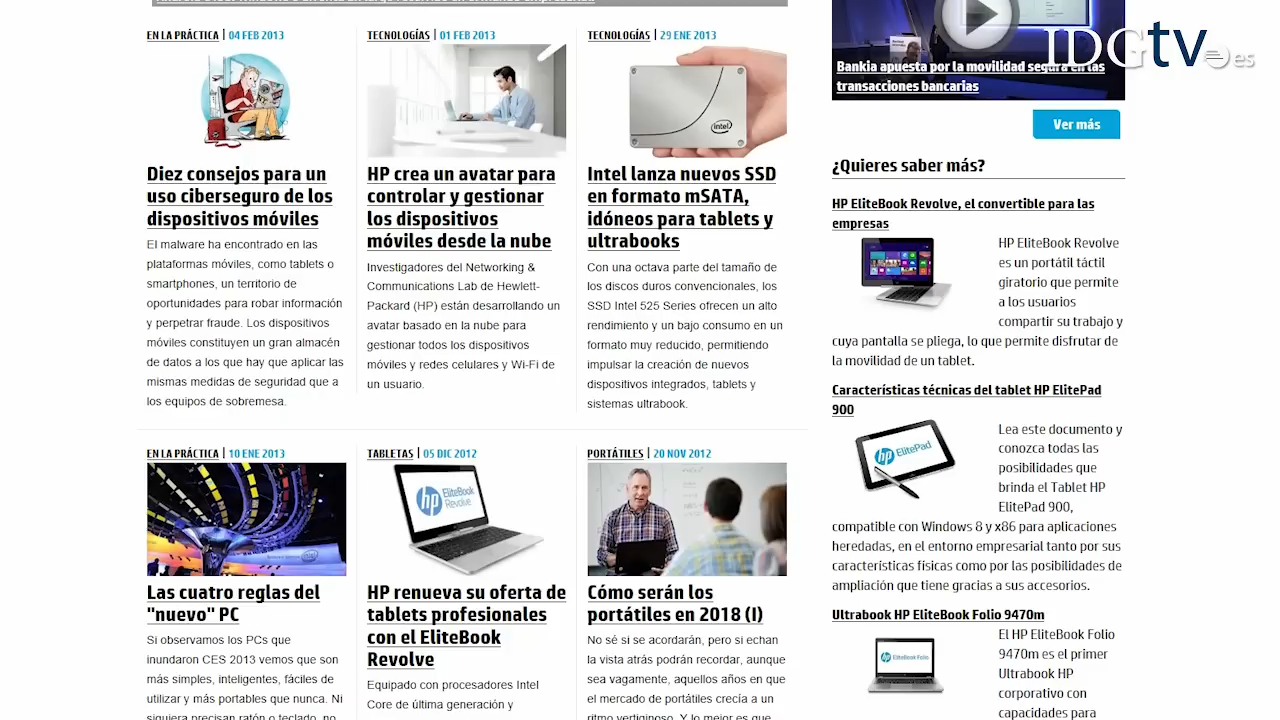 EN LA PRÁCTICA | 04 FEB 2013
Diez consejos para un
uso ciberseguro de los
dispositivos móviles
El malware ha encontrado en las
plataformas móviles, como tablets o
smartphones, un territorio de
oportunidades para robar información
y perpetrar fraude. Los dispositivos
móviles constituyen un gran almacén
de datos a los que hay que aplicar las
mismas medidas de seguridad que a
los equipos de sobremesa.
TECNOLOGÍAS | 01 FEB 2013
HP crea un avatar para
controlar y gestionar
los dispositivos
móviles desde la nube
Investigadores del Networking &
Communications Lab de Hewlett-
Packard (HP) están desarrollando un
avatar basado en la nube para
gestionar todos los dispositivos
móviles y redes celulares y Wi-Fi de
un usuario.
TECNOLOGÍAS | 29 ENE 2013
intel
Intel lanza nuevos SSD
en formato mSATA,
idóneos para tablets y
ultrabooks
Con una octava parte del tamaño de
los discos duros convencionales, los
SSD Intel 525 Series ofrecen un alto
rendimiento y un bajo consumo en un
formato muy reducido, permitiendo
impulsar la creación de nuevos
dispositivos integrados, tablets y
sistemas ultrabook.
EN LA PRÁCTICA | 10 ENE 2013
Las cuatro reglas del
"nuevo" PC
Si observamos los PCs que
inundaron CES 2013 vemos que son
más simples, inteligentes, fáciles de
utilizar y más portables que nunca. Ni
siquiera precisan ratón o teclado, no
TABLETAS | 05 DIC 2012
hp EliteBook
Revolve
HP renueva su oferta de
tablets profesionales
con el EliteBook
Revolve
Equipado con procesadores Intel
Core de última generación y
PORTÁTILES | 20 NOV 2012
Cómo serán los
portátiles en 2018 (I)
No sé si se acordarán, pero si echan
la vista atrás podrán recordar, aunque
sea vagamente, aquellos años en que
el mercado de portátiles crecía a un
ritmo vertiginoso. Y lo mejor es que
IDGtv.es
Bankia apuesta por la movilidad segura en las
transacciones bancarias
Ver más
¿Quieres saber más?
HP EliteBook Revolve, el convertible para las
empresas
HP EliteBook Revolve
es un portátil táctil
giratorio que permite
a los usuarios
compartir su trabajo y
cuya pantalla se pliega, lo que permite disfrutar de
la movilidad de un tablet.
Características técnicas del tablet HP ElitePad
900
hp ElitePad
Lea este documento y
conozca todas las
posibilidades que
brinda el Tablet HP
ElitePad 900,
compatible con Windows 8 y x86 para aplicaciones
heredadas, en el entorno empresarial tanto por sus
características físicas como por las posibilidades de
ampliación que tiene gracias a sus accesorios.
Ultrabook HP EliteBook Folio 9470m
hp EliteBook Folio
El HP EliteBook Folio
9470m es el primer
Ultrabook HP
corporativo con
capacidades para